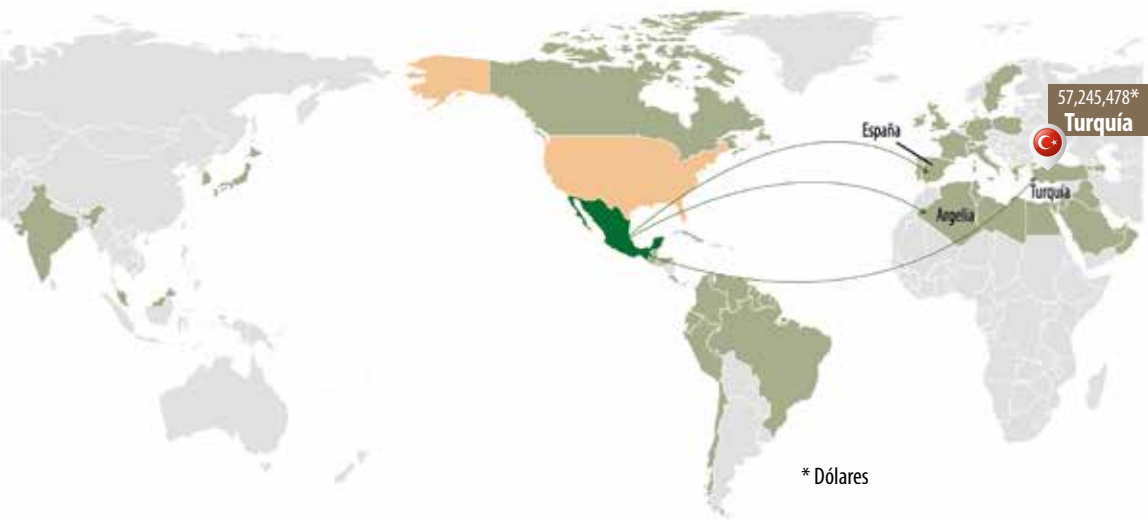 57,245,478*
Turquía
España
Turquía
Argelia
* Dólares